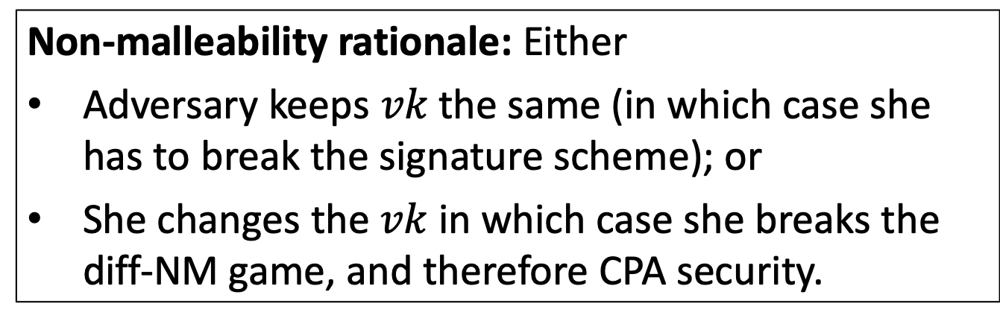 Non-malleability rationale: Either
• Adversary keeps 𝑣𝑘 the same (in which case she
has to break the signature scheme); or
• She changes the 𝑣𝑘 in which case she breaks the
diff-NM game, and therefore CPA security.